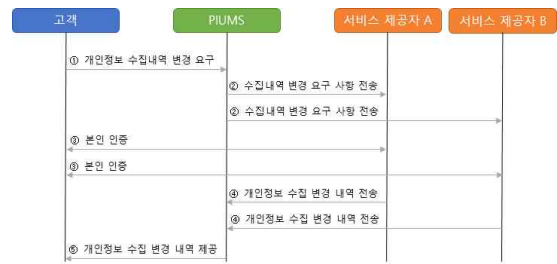 고객
PIUMS
서비스 제공자 A
서비스 제공자 B
① 개인정보 수집내역 변경 요구
② 수집내역 변경 요구 사항 전송
② 수집내역 변경 요구 사항 전송
③ 본인 인증
③ 본인 인증
④ 개인정보 수집 변경 내역 전송
④ 개인정보 수집 변경 내역 전송
⑤ 개인정보 수집 변경 내역 제공